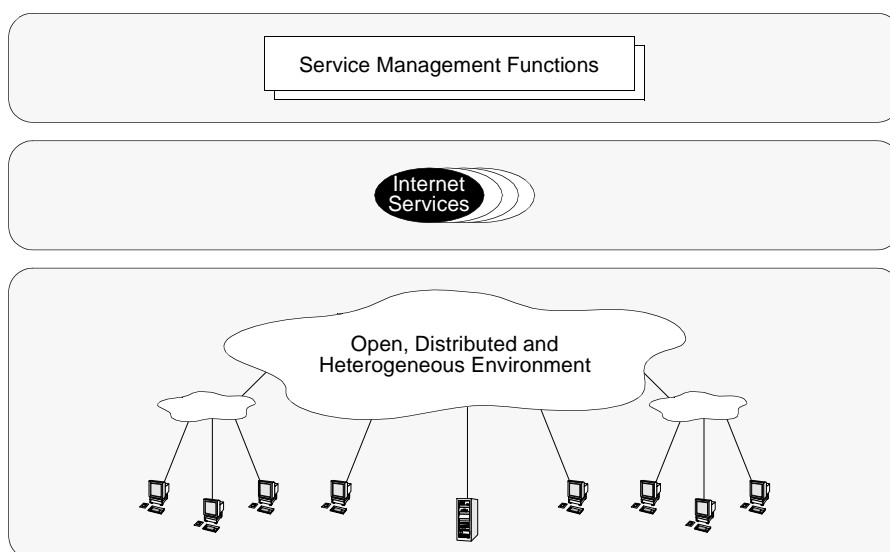 Service Management Functions
Internet
Services
Open, Distributed and
Heterogeneous Environment